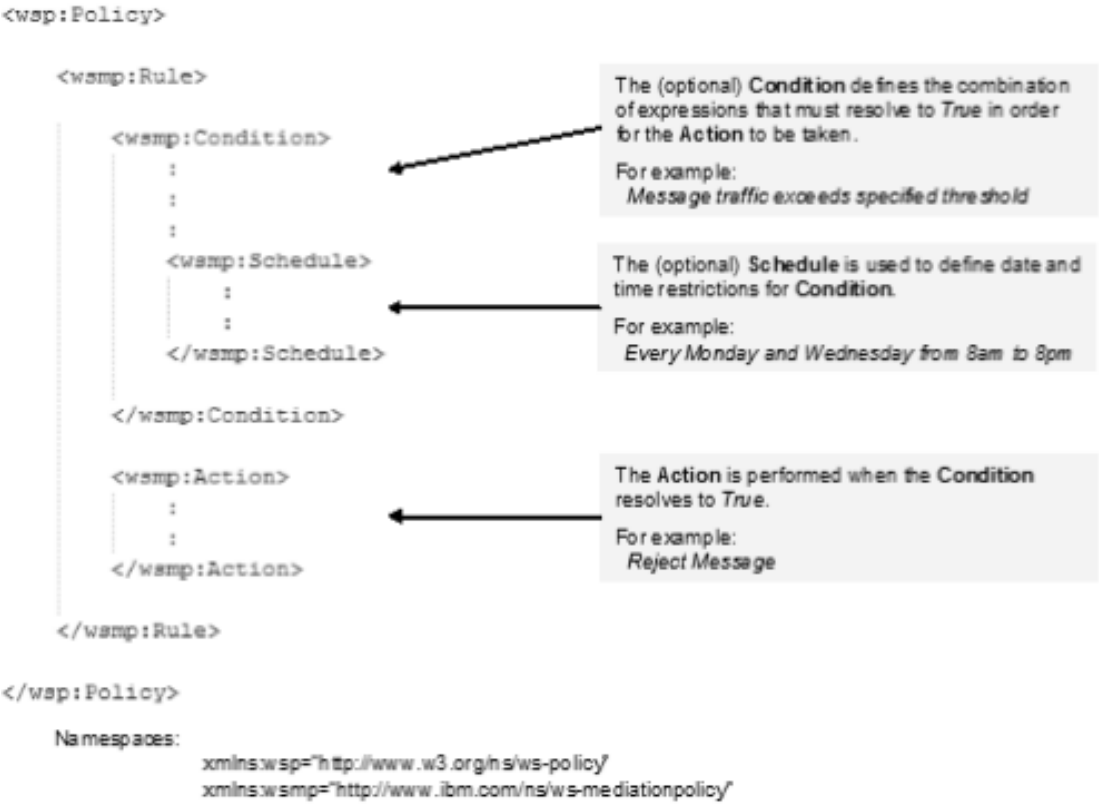 <wsp:Policy>
<wsmp:Rule>
<wsmp:Condition>
:
:
:
<wsmp:Schedule>
:
:
</wsmp:Schedule>
</wsmp:Condition>
<wsmp:Action>
:
:
</wsmp:Action>
</wsmp:Rule>
</wsp:Policy>
The (optional) Condition defines the combination
of expressions that must resolve to True in order
for the Action to be taken.
For example:
Message traffic exceeds specified threshold
The (optional) Schedule is used to define date and
time restrictions for Condition.
For example:
Every Monday and Wednesday from 8am to 8pm
The Action is performed when the Condition
resolves to True.
For example:
Reject Message
Namespaces:
xmlns:wsp="http://www.w3.org/ns/ws-policy"
xmlns:wsmp="http://www.ibm.com/ns/ws-mediationpolicy"